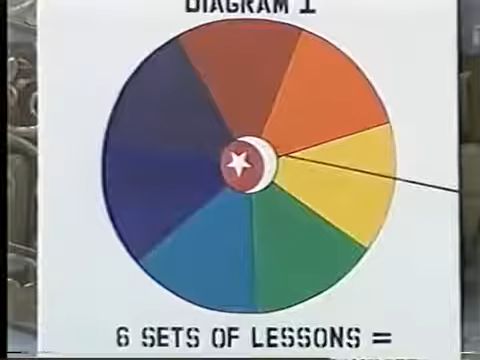 DIAGRAM 1
6 SETS OF LESSONS =